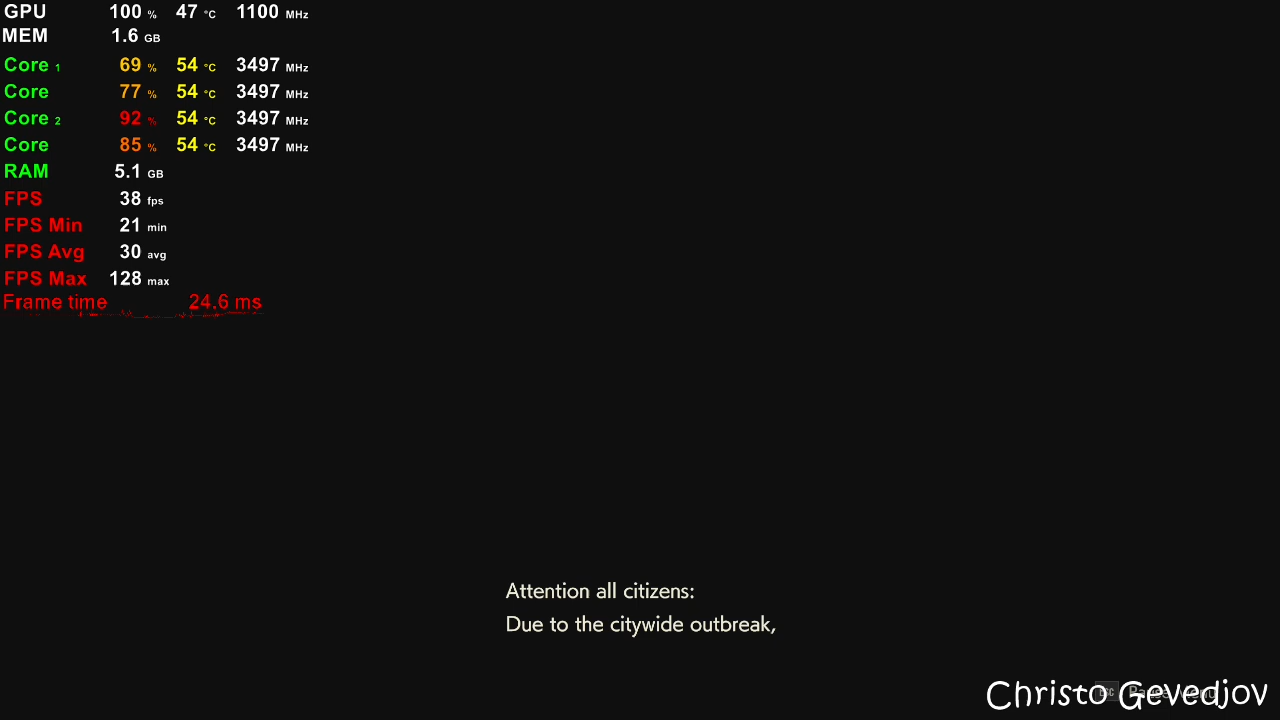 GPU 100 % 47 °C 1100 MHz
MEM 1.6 GB
Core 1 69 % 54 °C 3497 MHz
Core 77 % 54 °C 3497 MHz
Core 2 92 % 54 °C 3497 MHz
Core 85 % 54 °C 3497 MHz
RAM 5.1 GB
FPS 38 fps
FPS Min 21 min
FPS Avg 30 avg
FPS Max 128 max
Frame time 24.6 ms
Attention all citizens:
Due to the citywide outbreak,
Christo Gevedjov